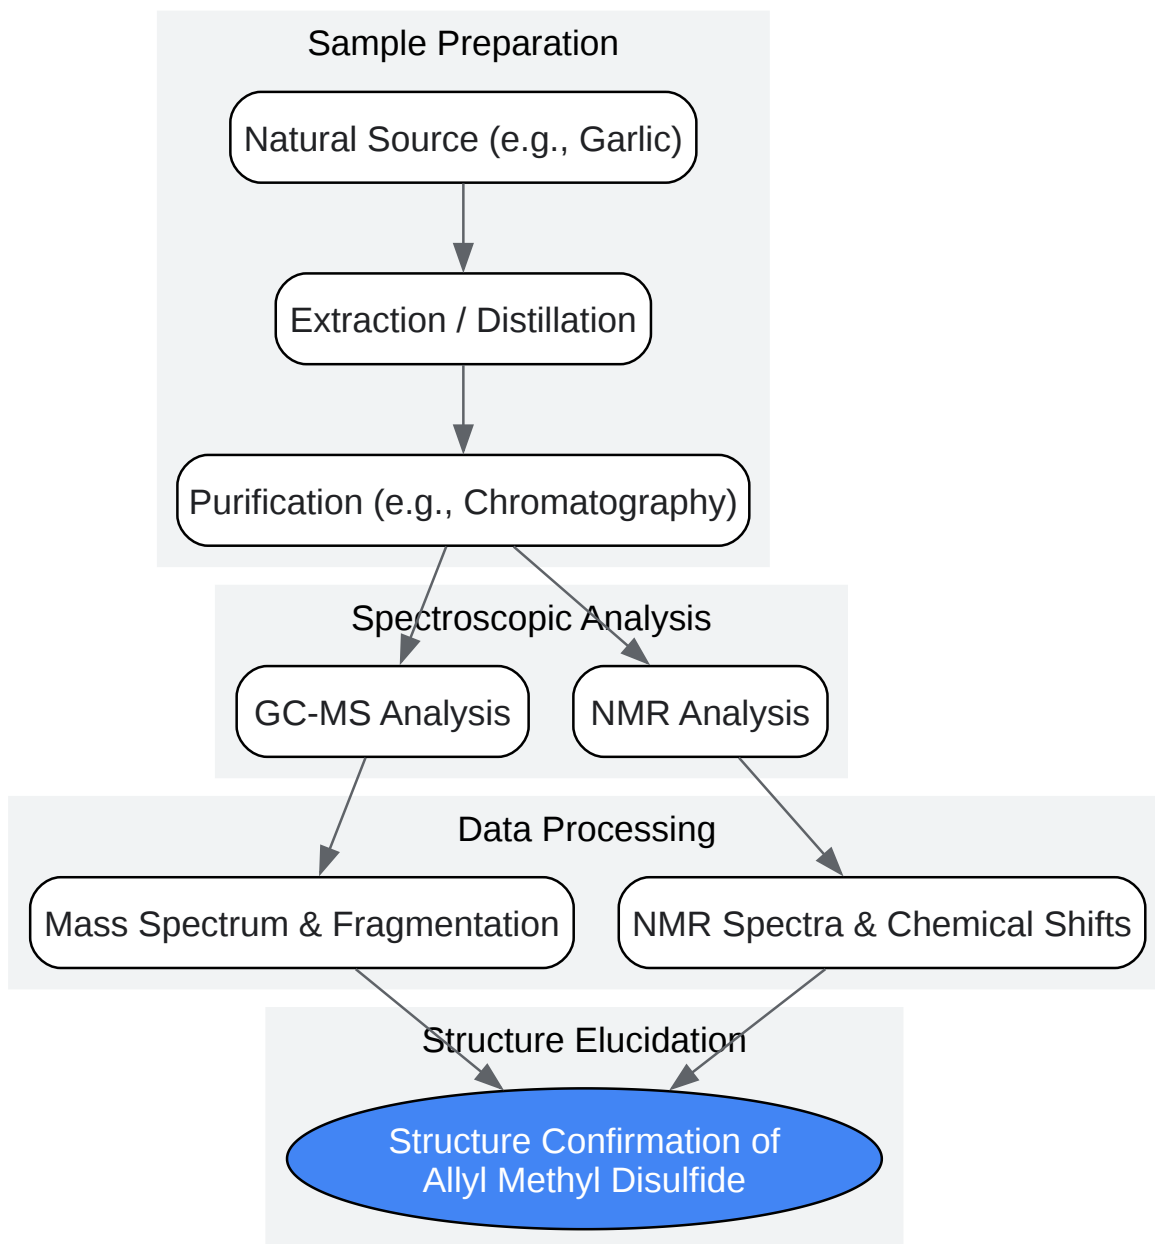 Sample Preparation
Natural Source (e.g., Garlic)
Extraction / Distillation
Purification (e.g., Chromatography)
Spectroscopic Analysis
GC-MS Analysis
NMR Analysis
Data Processing
Mass Spectrum & Fragmentation
NMR Spectra & Chemical Shifts
Structure Elucidation
Structure Confirmation of
Allyl Methyl Disulfide